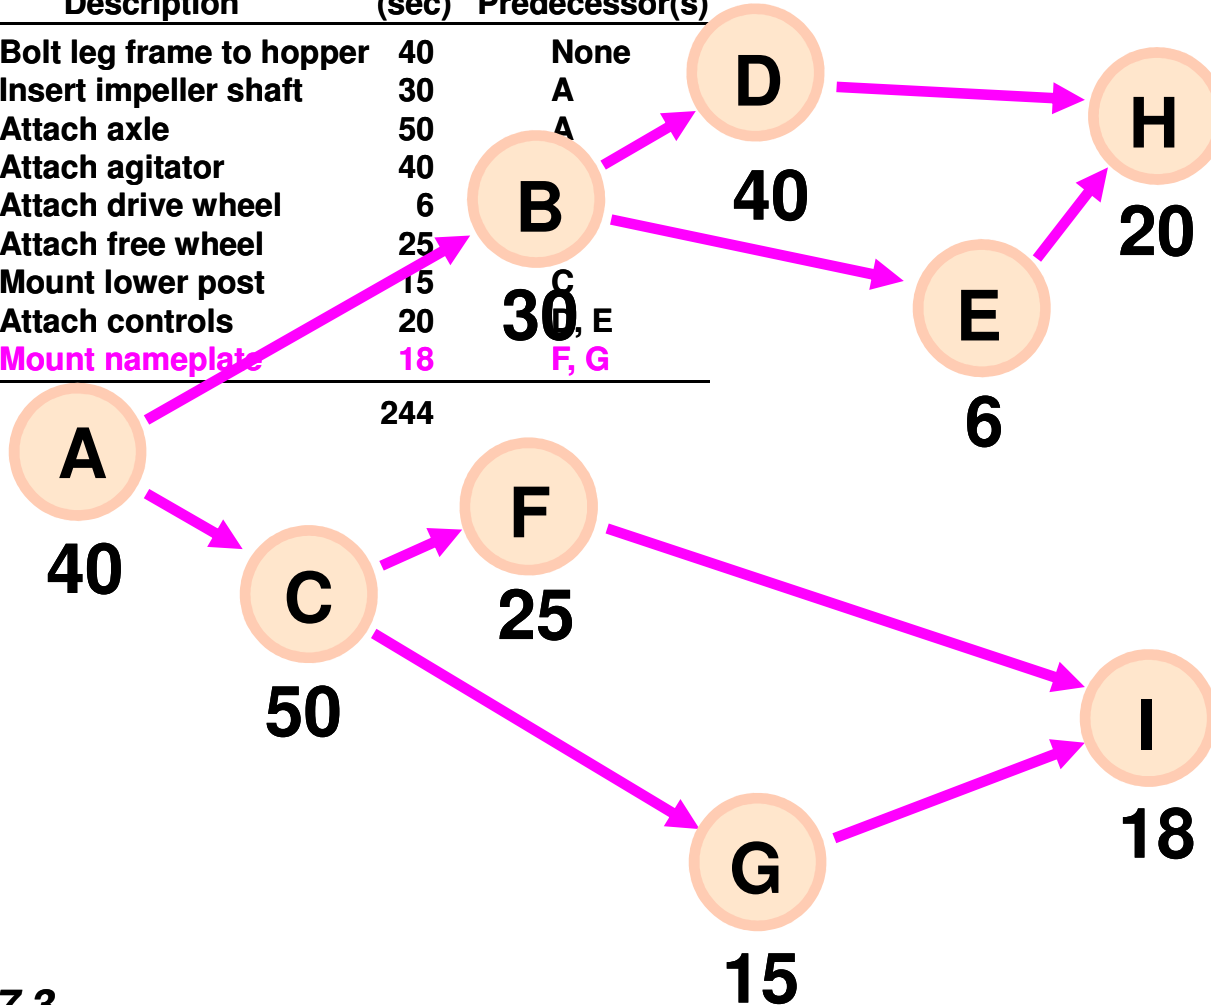 Description (sec) Predecessor(s)
Bolt leg frame to hopper 40 None
Insert impeller shaft 30 A
Attach axle 50 A
Attach agitator 40
Attach drive wheel 6
Attach free wheel 25
Mount lower post 15 C
Attach controls 20 D, E
Mount nameplate 18 F, G
244
D
40
H
20
B
30
E
6
A
40
F
25
C
50
I
18
G
15
7.3